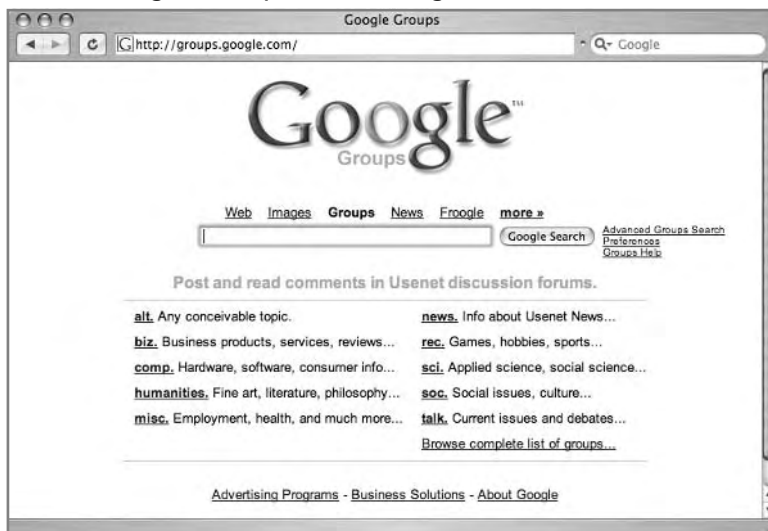 Google Groups
G http://groups.google.com/
Q Google
Google™
Groups
Web Images Groups News Froogle more »
Google Search
Advanced Groups Search
Preferences
Groups Help
Post and read comments in Usenet discussion forums.
alt. Any conceivable topic.
biz. Business products, services, reviews...
comp. Hardware, software, consumer info...
humanities. Fine art, literature, philosophy...
misc. Employment, health, and much more...
news. Info about Usenet News...
rec. Games, hobbies, sports...
sci. Applied science, social science...
soc. Social issues, culture...
talk. Current issues and debates...
Browse complete list of groups...
Advertising Programs - Business Solutions - About Google